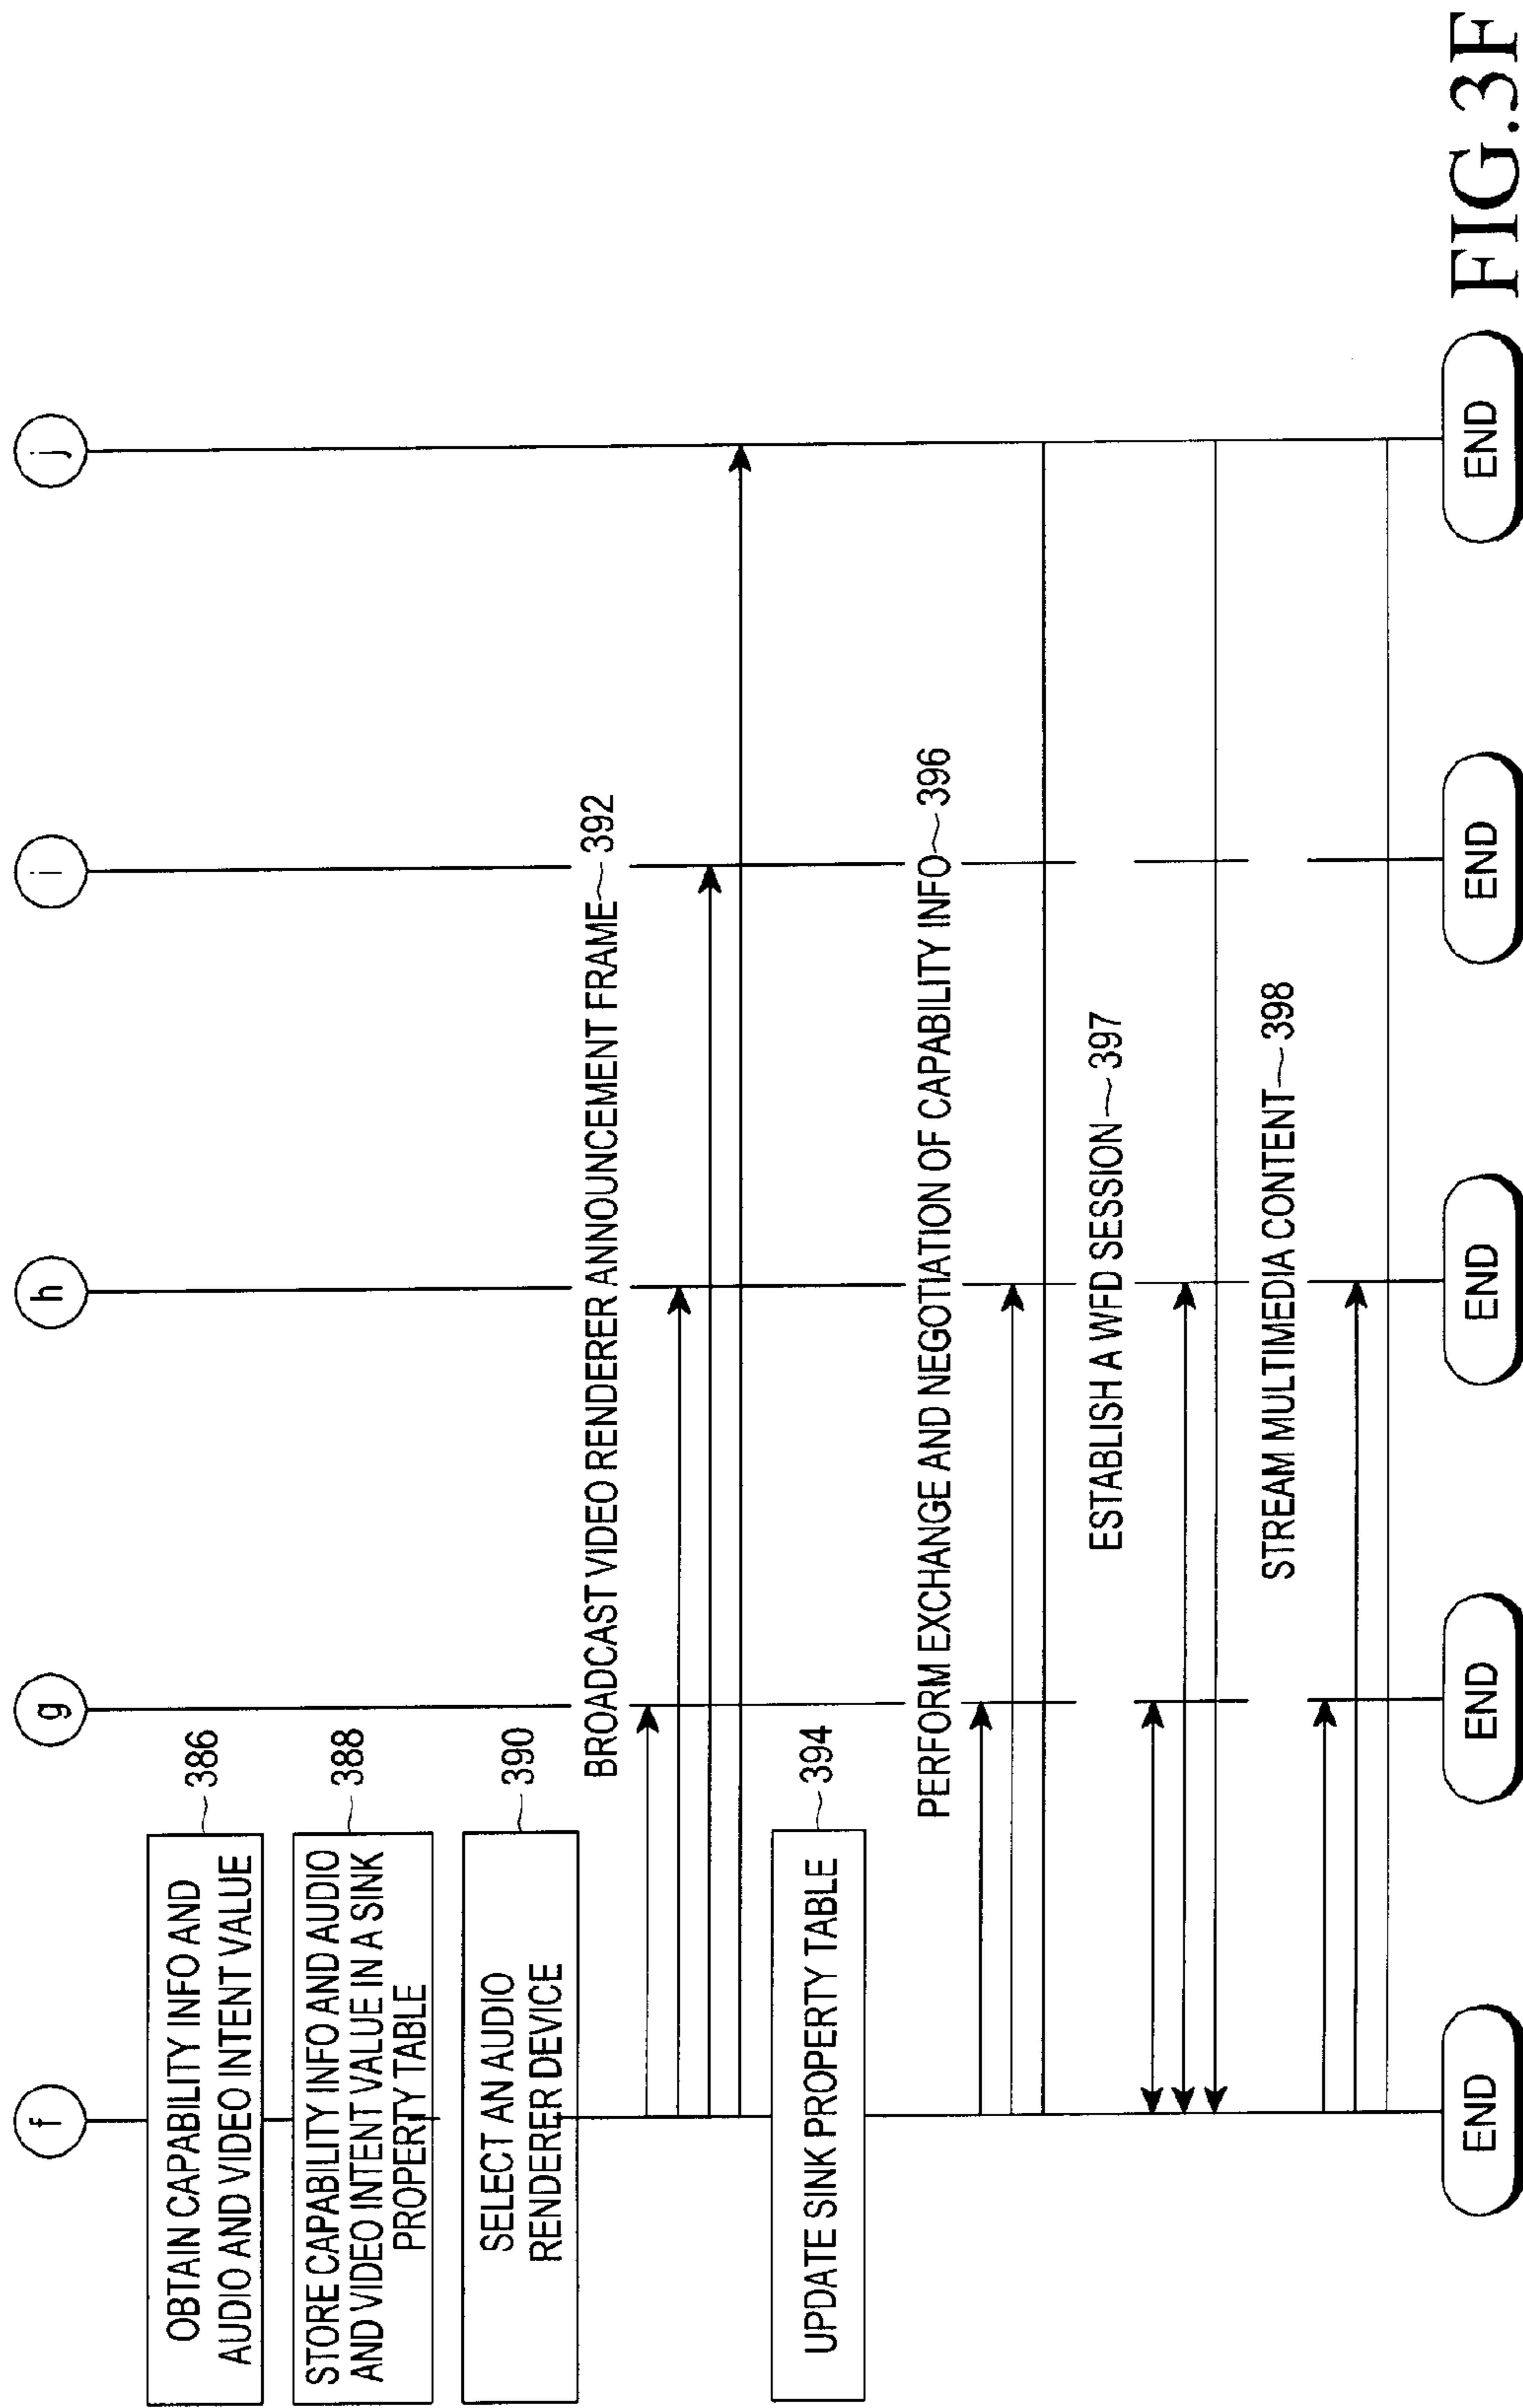 f
g
h
i
j
OBTAIN CAPABILITY INFO AND
AUDIO AND VIDEO INTENT VALUE
386
STORE CAPABILITY INFO AND AUDIO
AND VIDEO INTENT VALUE IN A SINK
PROPERTY TABLE
388
SELECT AN AUDIO
RENDERER DEVICE
390
BROADCAST VIDEO RENDERER ANNOUNCEMENT FRAME 392
UPDATE SINK PROPERTY TABLE
394
PERFORM EXCHANGE AND NEGOTIATION OF CAPABILITY INFO 396
ESTABLISH A WFD SESSION 397
STREAM MULTIMEDIA CONTENT 398
END
END
END
END
END
FIG.3F